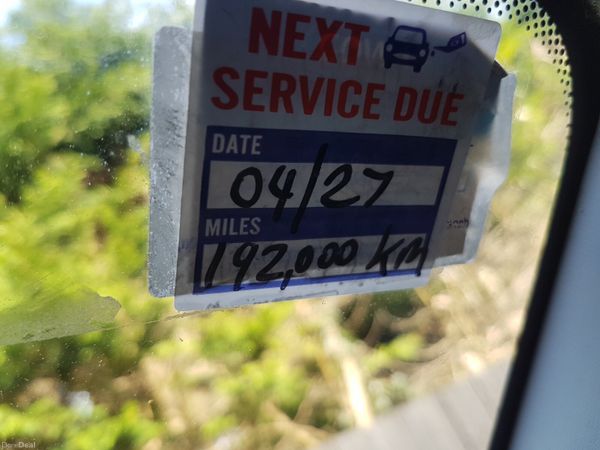 NEXT
SERVICE DUE
DATE
04/27
MILES
192,000 KM